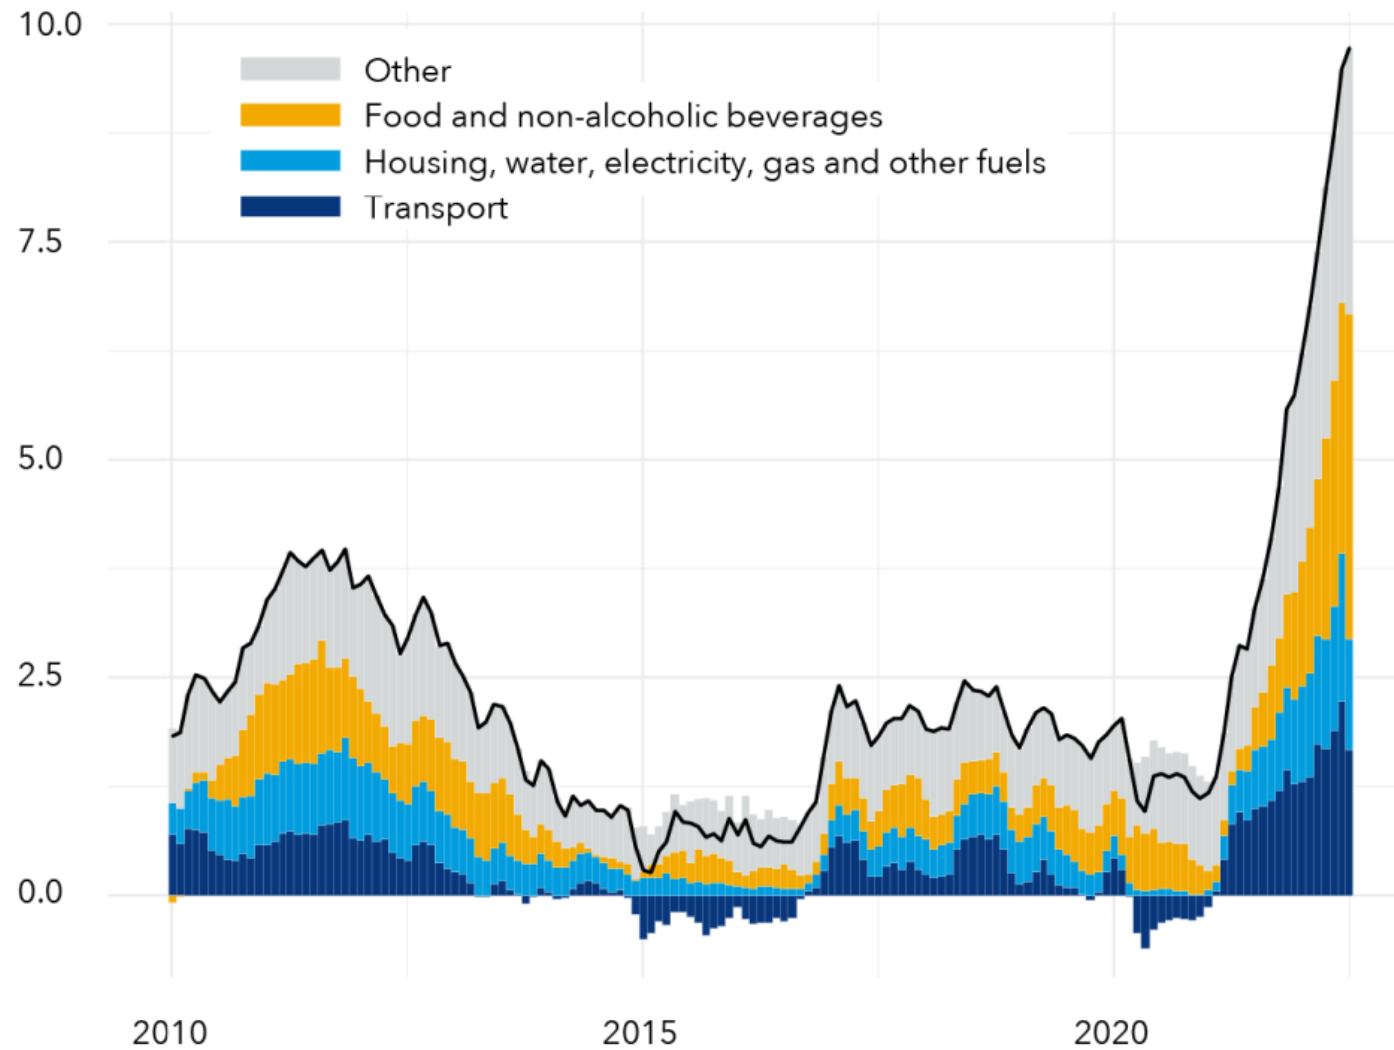 10.0
Other
Food and non-alcoholic beverages
Housing, water, electricity, gas and other fuels
Transport
7.5
5.0
2.5
0.0
2010 2015 2020